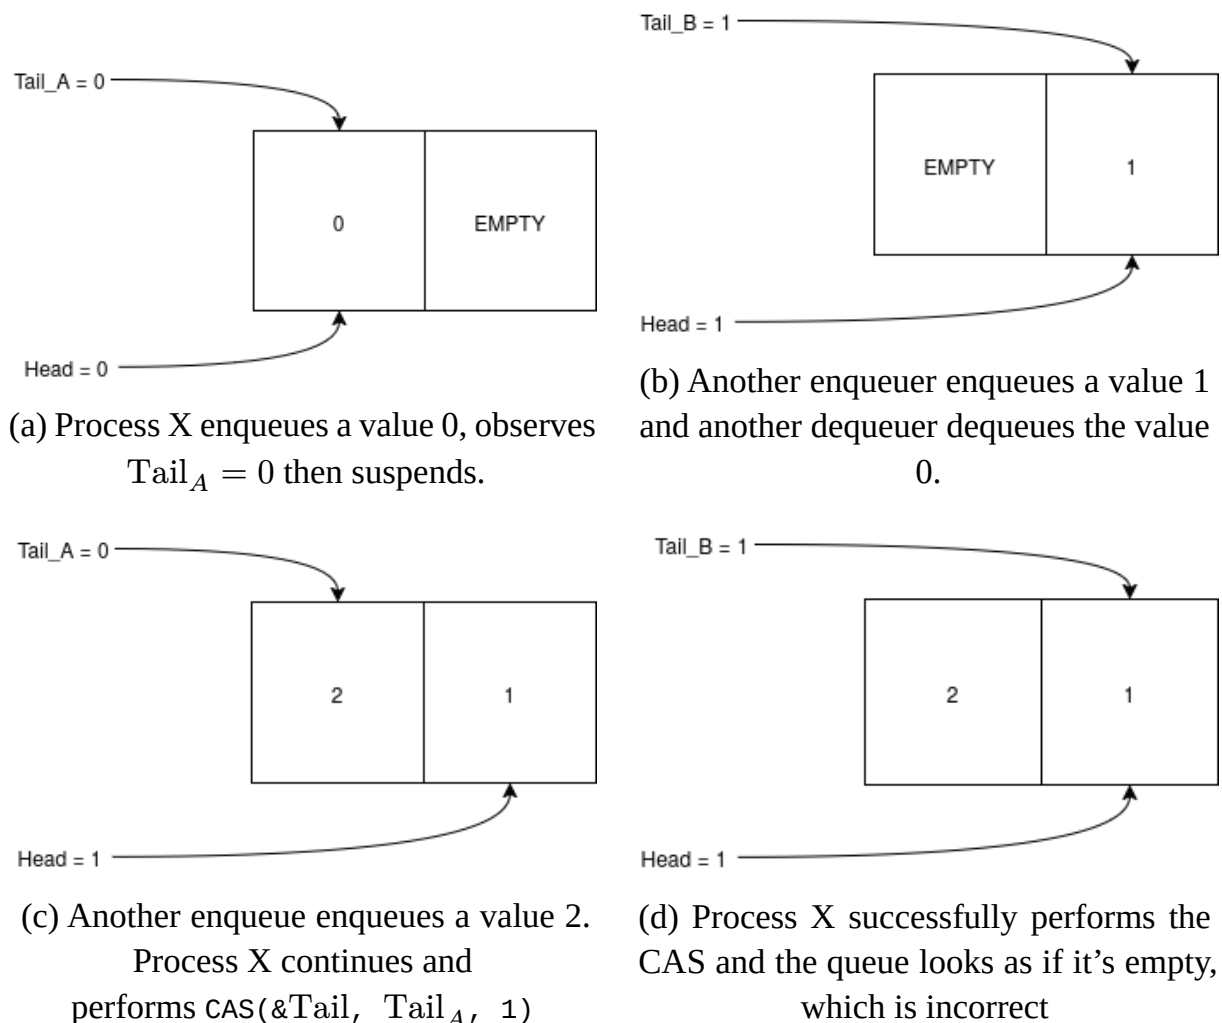 Tail_A = 0
0
EMPTY
Head = 0
(a) Process X enqueues a value 0, observes
Tail_A = 0 then suspends.
Tail_B = 1
EMPTY
1
Head = 1
(b) Another enqueuer enqueues a value 1
and another dequeuer dequeues the value
0.
Tail_A = 0
2
1
Head = 1
(c) Another enqueue enqueues a value 2.
Process X continues and
performs CAS(&Tail, Tail_A, 1)
Tail_B = 1
2
1
Head = 1
(d) Process X successfully performs the
CAS and the queue looks as if it’s empty,
which is incorrect